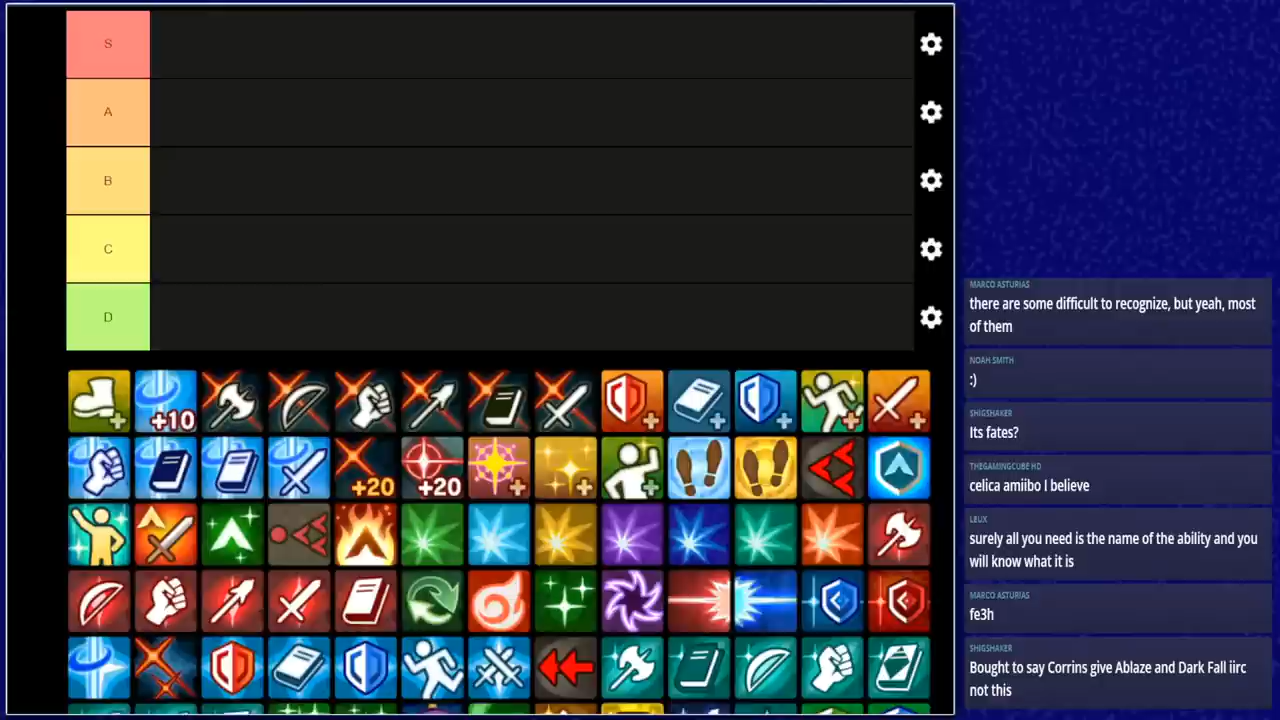 S
A
B
C
D
+10
+20
+20
MARCO ASTURIAS
there are some difficult to recognize, but yeah, most
of them
NOAH SMITH
:)
SHIGSHAKER
Its fates?
THEGAMINGCUBE HD
celica amiibo I believe
LEUX
surely all you need is the name of the ability and you
will know what it is
MARCO ASTURIAS
fe3h
SHIGSHAKER
Bought to say Corrins give Ablaze and Dark Fall iirc
not this